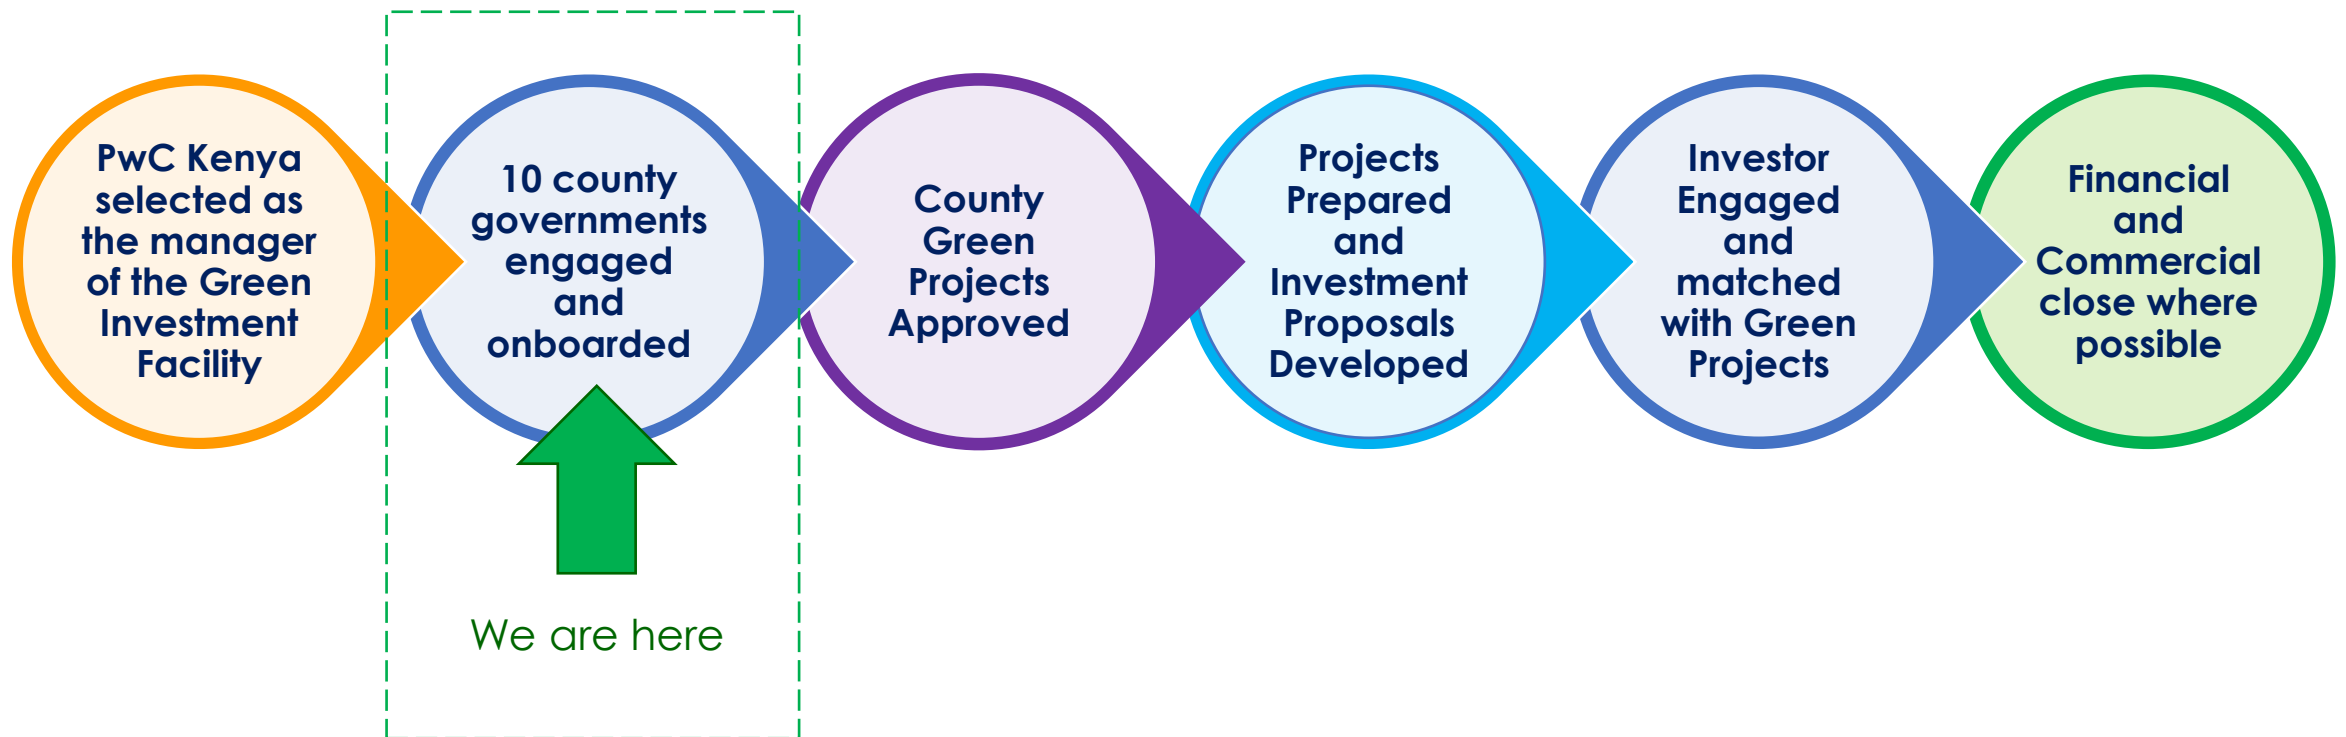 PwC Kenya
selected as
the manager
of the Green
Investment
Facility
10 county
governments
engaged
and
onboarded
County
Green
Projects
Approved
Projects
Prepared
and
Investment
Proposals
Developed
Investor
Engaged
and
matched
with Green
Projects
Financial
and
Commercial
close where
possible
We are here